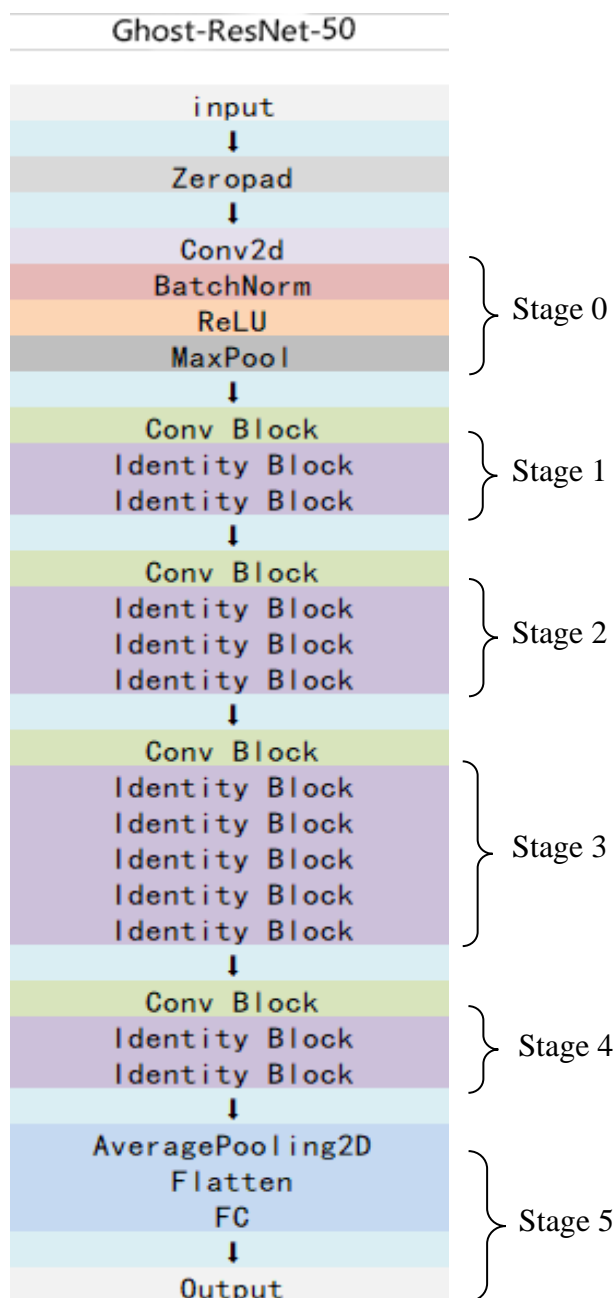 Ghost-ResNet-50
input
Zeropad
Conv2d
BatchNorm
ReLU
MaxPool
Stage 0
Conv Block
Identity Block
Identity Block
Stage 1
Conv Block
Identity Block
Identity Block
Identity Block
Stage 2
Conv Block
Identity Block
Identity Block
Identity Block
Identity Block
Identity Block
Stage 3
Conv Block
Identity Block
Identity Block
Stage 4
AveragePooling2D
Flatten
FC
Stage 5
Output